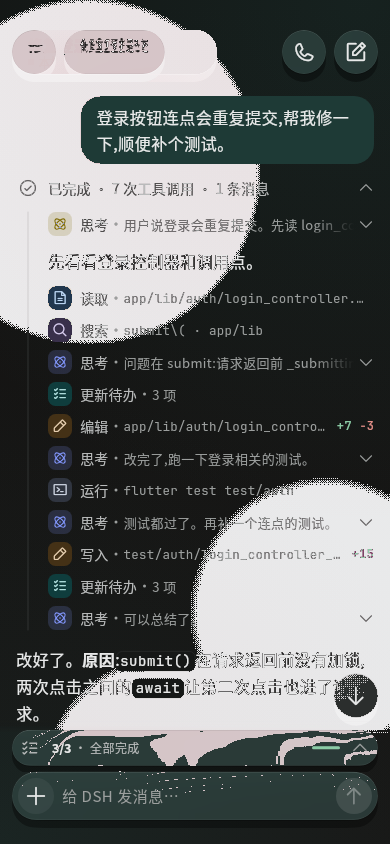 登录按钮连点会重复提交,帮我修一
下,顺便补个测试。
已完成 · 7 次工具调用 · 1 条消息
思考 · 用户说登录会重复提交。先读 login_c
先看看登录控制器和调用点。
读取 · app/lib/auth/login_controller.…
搜索 · submit\( · app/lib
思考 · 问题在 submit:请求返回前 _submittin
更新待办 · 3 项
编辑 · app/lib/auth/login_contro… +7 -3
思考 · 改完了,跑一下登录相关的测试。
运行 · flutter test test/auth
思考 · 测试都过了。再补一个连点的测试。
写入 · test/auth/login_controller_… +15
更新待办 · 3 项
思考 · 可以总结了
改好了。原因:submit() 在请求返回前没有加锁,
两次点击之间的 await 让第二次点击也进了
求。
3/3 · 全部完成
给 DSH 发消息…